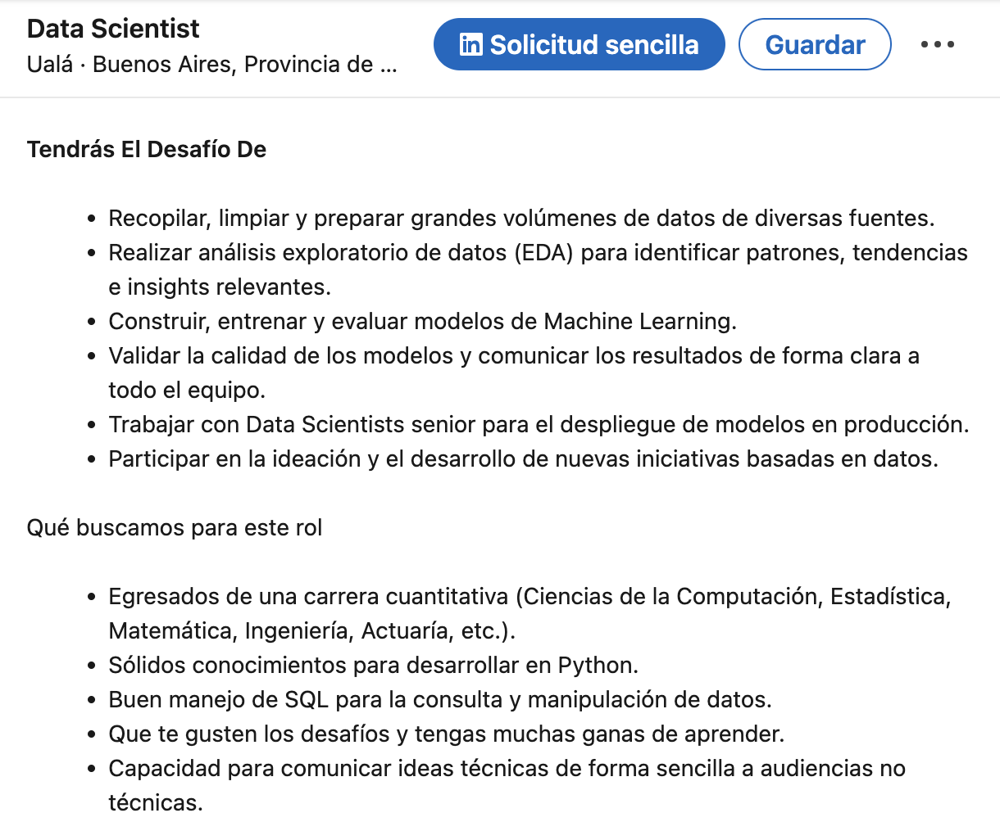 Data Scientist
Ualá · Buenos Aires, Provincia de ...
in Solicitud sencilla
Guardar
Tendrás El Desafío De
• Recopilar, limpiar y preparar grandes volúmenes de datos de diversas fuentes.
• Realizar análisis exploratorio de datos (EDA) para identificar patrones, tendencias
e insights relevantes.
• Construir, entrenar y evaluar modelos de Machine Learning.
• Validar la calidad de los modelos y comunicar los resultados de forma clara a
todo el equipo.
• Trabajar con Data Scientists senior para el despliegue de modelos en producción.
• Participar en la ideación y el desarrollo de nuevas iniciativas basadas en datos.
Qué buscamos para este rol
• Egresados de una carrera cuantitativa (Ciencias de la Computación, Estadística,
Matemática, Ingeniería, Actuaría, etc.).
• Sólidos conocimientos para desarrollar en Python.
• Buen manejo de SQL para la consulta y manipulación de datos.
• Que te gusten los desafíos y tengas muchas ganas de aprender.
• Capacidad para comunicar ideas técnicas de forma sencilla a audiencias no
técnicas.